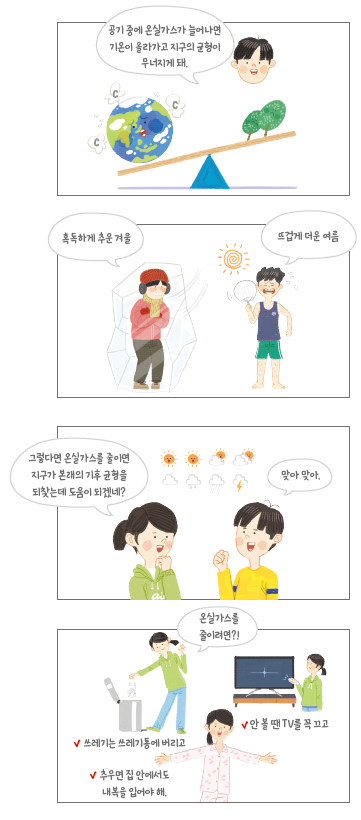 공기 중에 온실가스가 늘어나면
기온이 올라가고 지구의 균형이
무너지게 돼.
C
C
C
혹독하게 추운 겨울
뜨겁게 더운 여름
그렇다면 온실가스를 줄이면
지구가 본래의 기후 균형을
되찾는데 도움이 되겠네?
맞아 맞아.
온실가스를
줄이려면?!
안 볼 땐 TV를 꼭 끄고
쓰레기는 쓰레기통에 버리고
추우면 집 안에서도
내복을 입어야 해.